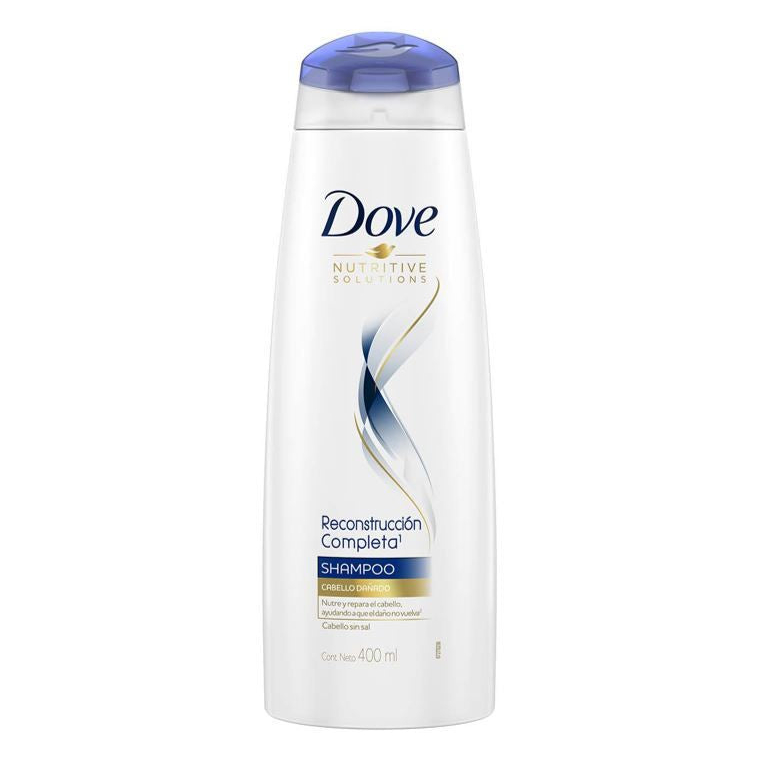 Dove
NUTRITIVE
SOLUTIONS
Reconstrucción
Completa¹
SHAMPOO
CABELLO DAÑADO
Nutre y repara el cabello,
ayudando a que el daño no vuelva²
Cabello sin sal
Cont. Neto 400 ml